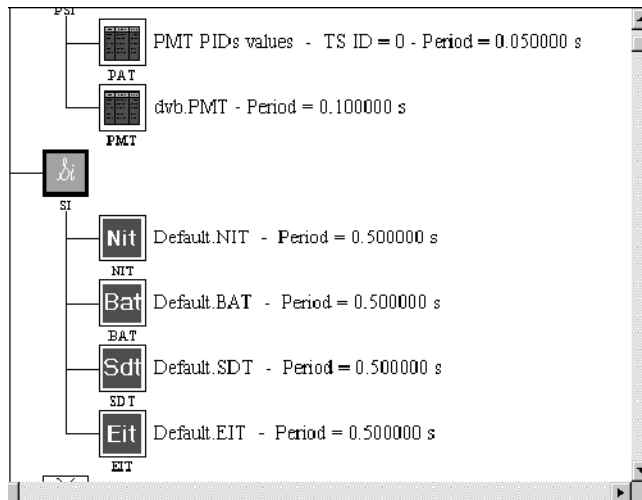 PSI
PMT PIDs values - TS ID = 0 - Period = 0.050000 s
PAT
dvb.PMT - Period = 0.100000 s
PMT
Si
SI
Nit Default.NIT - Period = 0.500000 s
NIT
Bat Default.BAT - Period = 0.500000 s
BAT
Sdt Default.SDT - Period = 0.500000 s
SDT
Eit Default.EIT - Period = 0.500000 s
EIT